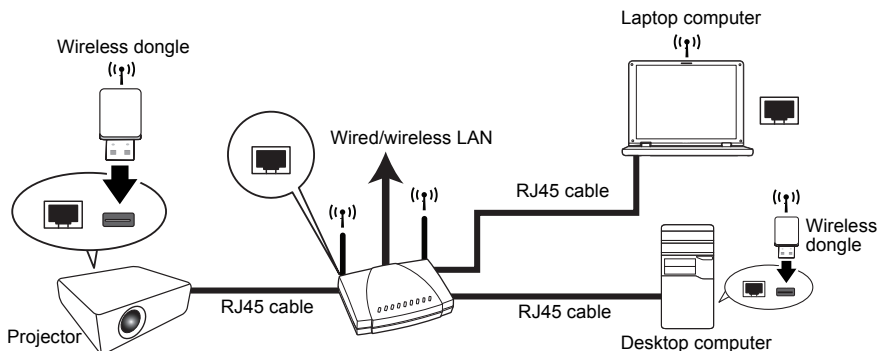 Laptop computer
Wireless dongle
Wired/wireless LAN
RJ45 cable
Wireless
dongle
RJ45 cable
RJ45 cable
Projector
Desktop computer